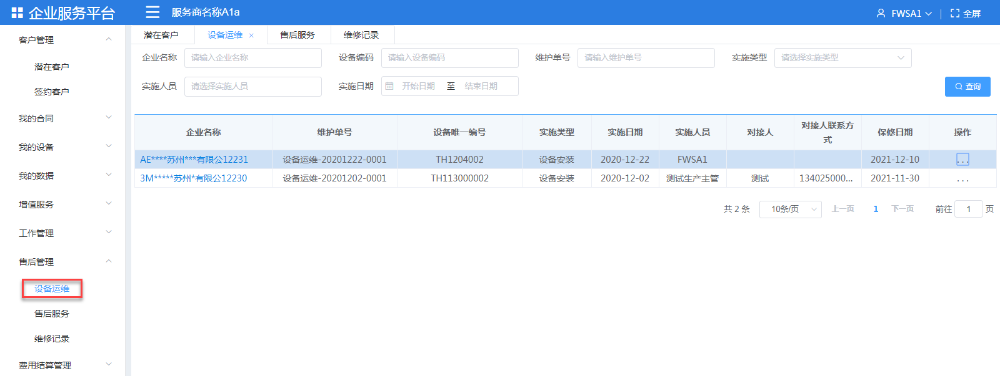 企业服务平台
服务商名称A1a
FWSA1
全屏
客户管理
潜在客户
签约客户
我的合同
我的设备
我的数据
增值服务
工作管理
售后管理
设备运维
售后服务
维修记录
费用结算管理
潜在客户 设备运维 × 售后服务 维修记录
企业名称 请输入企业名称 设备编码 请输入设备编码 维护单号 请输入维护单号 实施类型 请选择实施类型
实施人员 请选择实施人员 实施日期 开始日期 至 结束日期 查询
企业名称 维护单号 设备唯一编号 实施类型 实施日期 实施人员 对接人 对接人联系方式 保修日期 操作
AE****苏州***有限公12231 设备运维-20201222-0001 TH1204002 设备安装 2020-12-22 FWSA1 2021-12-10 ...
3M*****苏州*有限公12230 设备运维-20201202-0001 TH113000002 设备安装 2020-12-02 测试生产主管 测试 134025000... 2021-11-30 ...
共 2 条 10条/页 上一页 1 下一页 前往 1 页